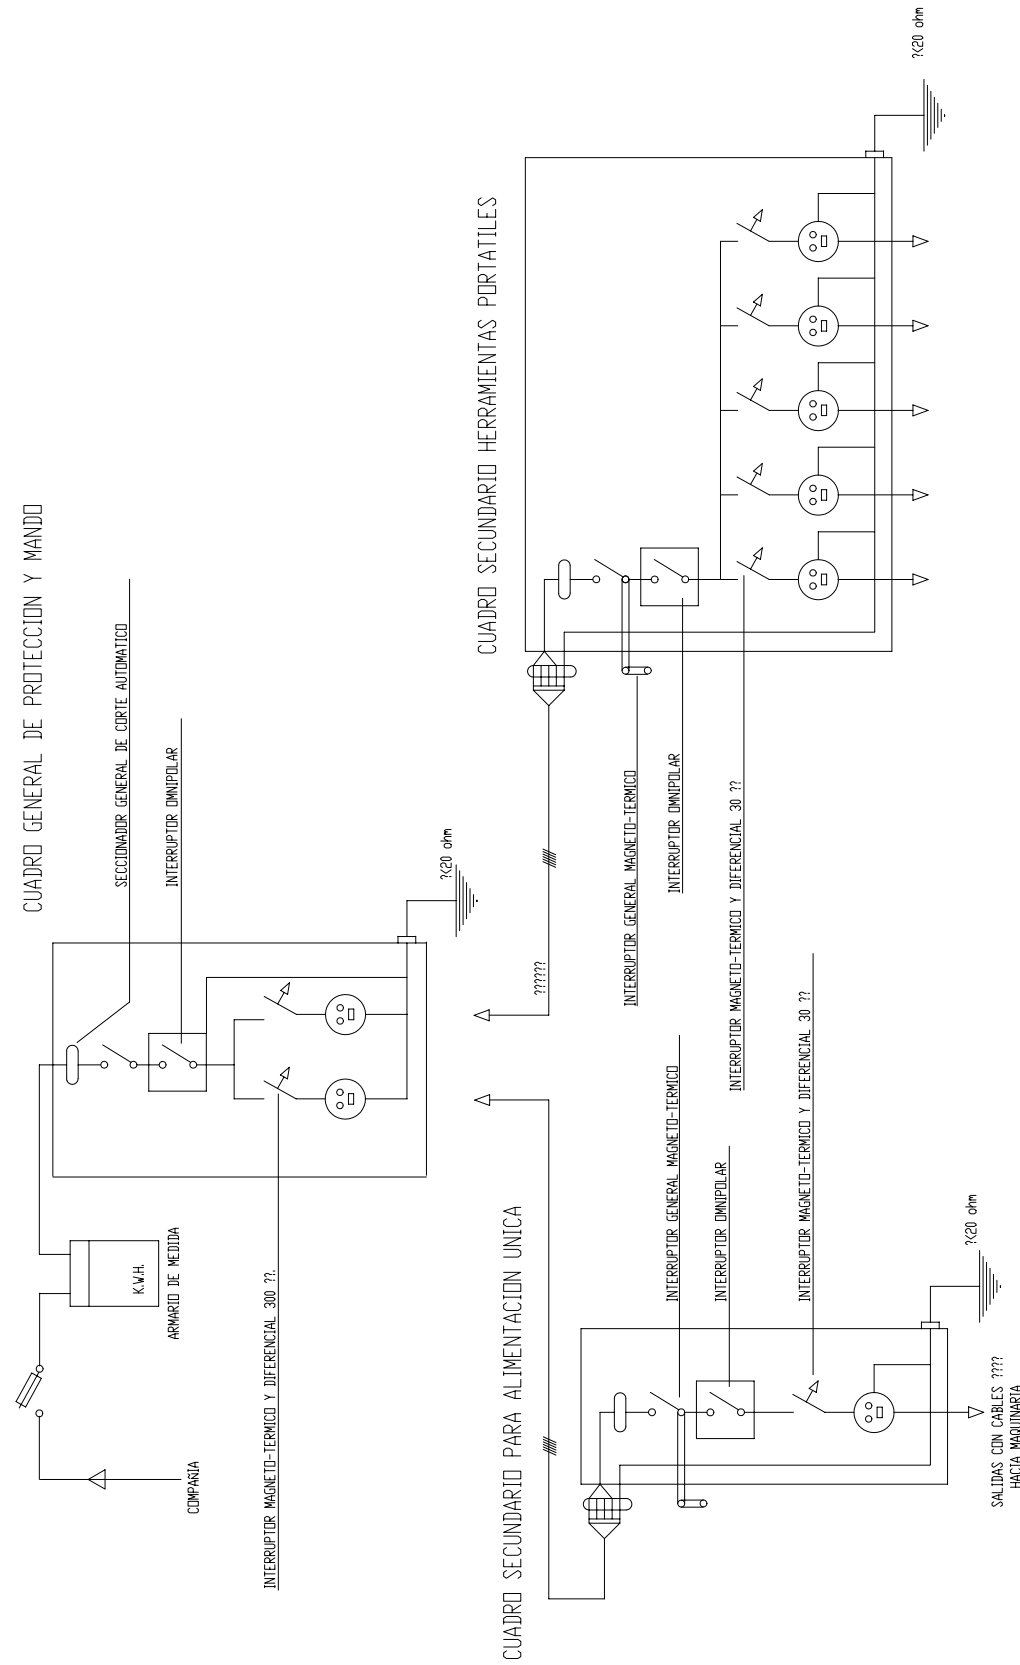 CUADRO GENERAL DE PROTECCION Y MANDO
SECCIONADOR GENERAL DE CORTE AUTOMATICO
INTERRUPTOR OMNIPOLAR
?<20 ohm
K.W.H.
ARMARIO DE MEDIDA
COMPAÑIA
INTERRUPTOR MAGNETO-TERMICO Y DIFERENCIAL 300 ??.
CUADRO SECUNDARIO HERRAMIENTAS PORTATILES
?<20 ohm
??????
INTERRUPTOR GENERAL MAGNETO-TERMICO
INTERRUPTOR OMNIPOLAR
INTERRUPTOR MAGNETO-TERMICO Y DIFERENCIAL 30 ??
CUADRO SECUNDARIO PARA ALIMENTACION UNICA
INTERRUPTOR GENERAL MAGNETO-TERMICO
INTERRUPTOR OMNIPOLAR
INTERRUPTOR MAGNETO-TERMICO Y DIFERENCIAL 30 ??
?<20 ohm
SALIDAS CON CABLES ????
HACIA MAQUINARIA